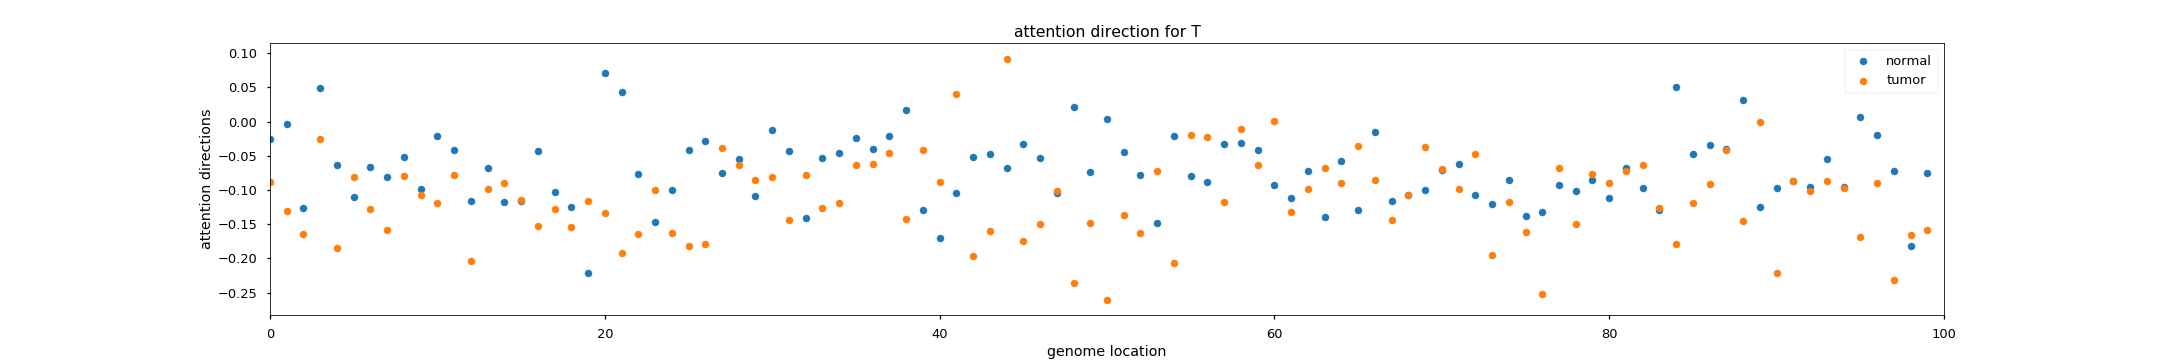 attention direction for T
attention directions
0.10
0.05
0.00
−0.05
−0.10
−0.15
−0.20
−0.25
normal
tumor
0 20 40 60 80 100
genome location